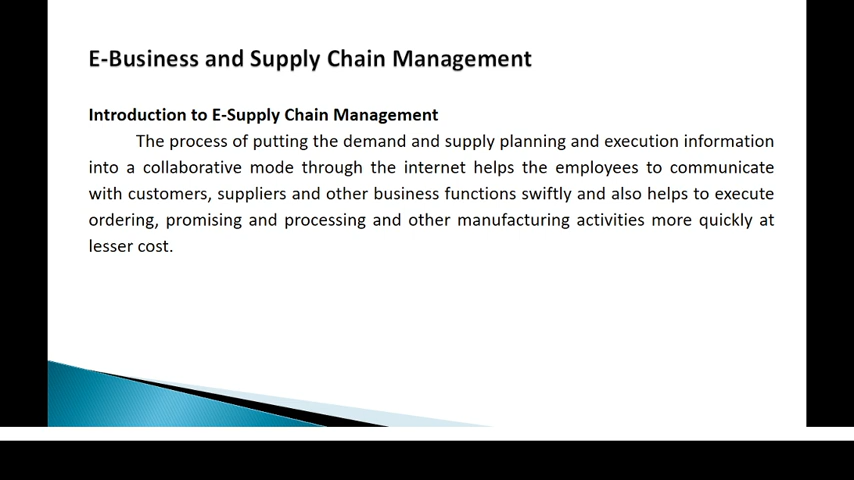 E-Business and Supply Chain Management
Introduction to E-Supply Chain Management
The process of putting the demand and supply planning and execution information
into a collaborative mode through the internet helps the employees to communicate
with customers, suppliers and other business functions swiftly and also helps to execute
ordering, promising and processing and other manufacturing activities more quickly at
lesser cost.